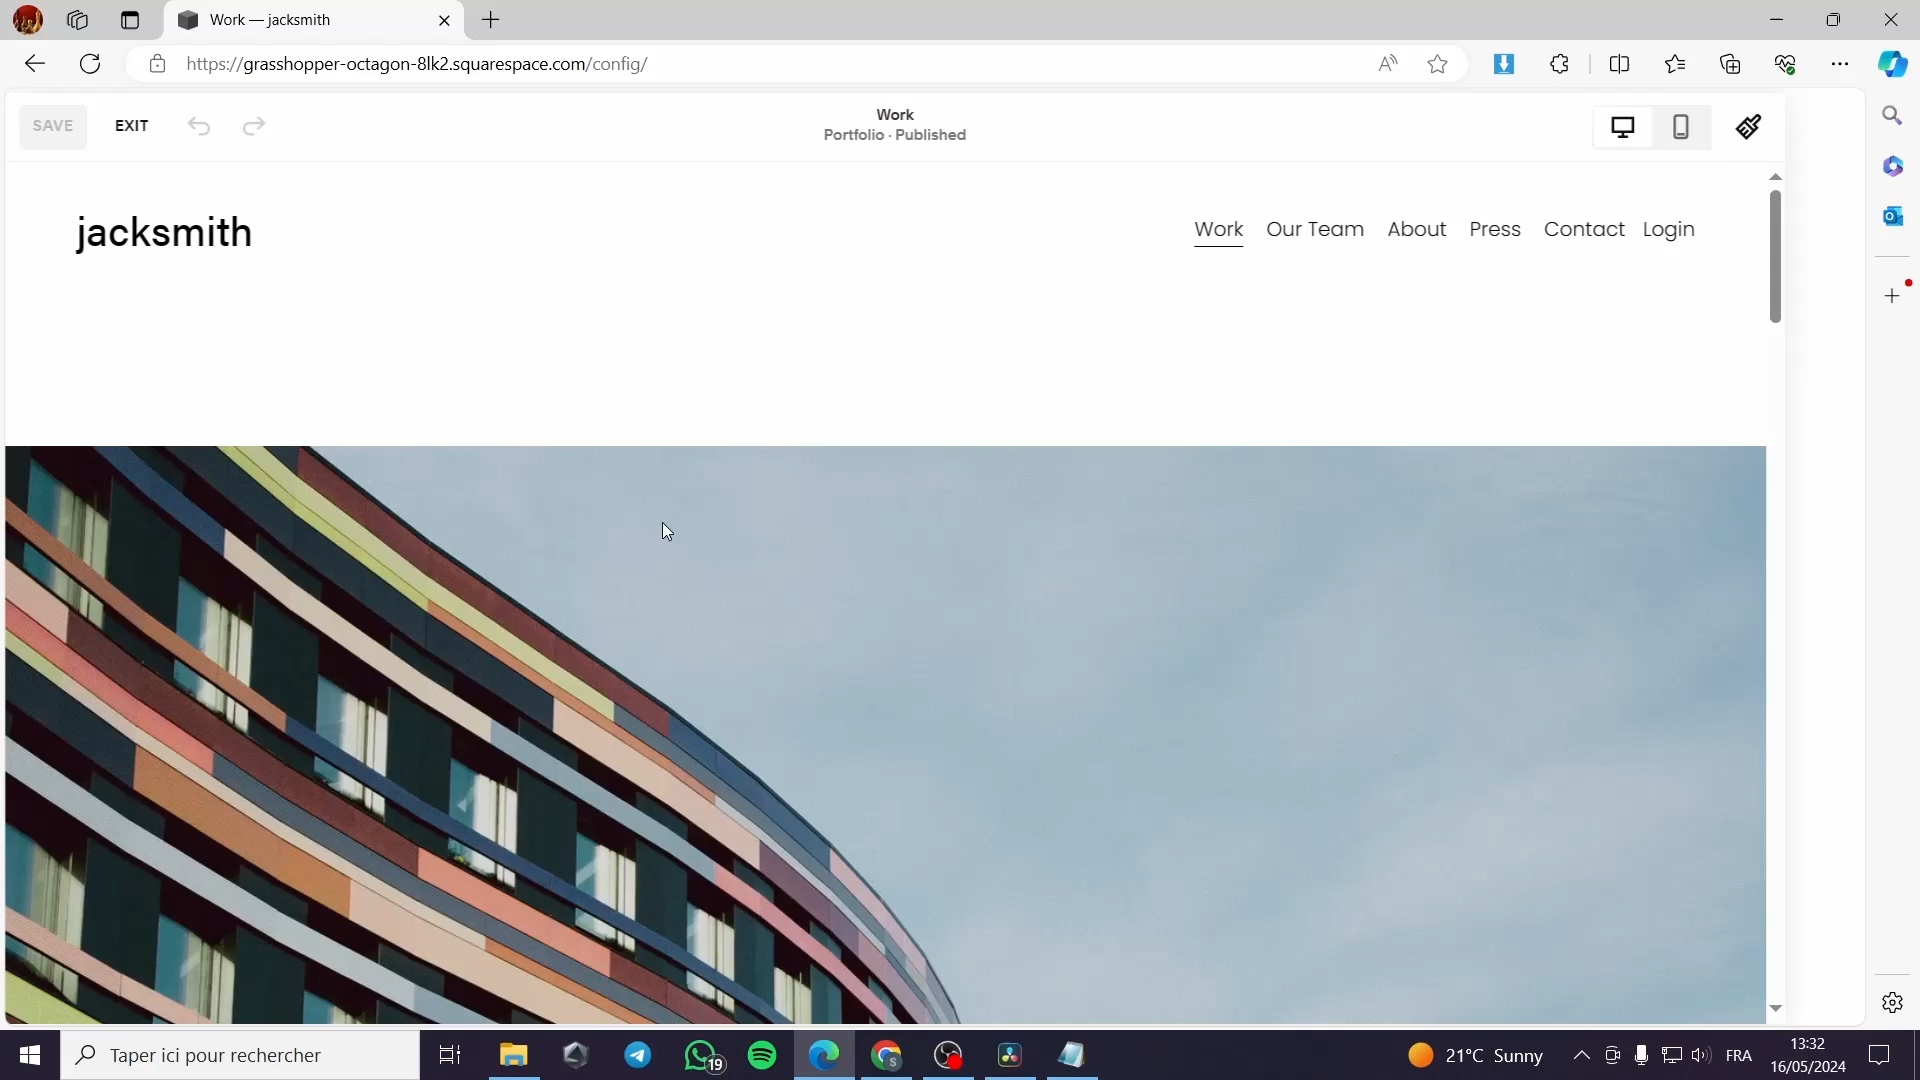 Work — jacksmith
https://grasshopper-octagon-8lk2.squarespace.com/config/
SAVE EXIT
Work
Portfolio · Published
jacksmith
Work Our Team About Press Contact Login
Taper ici pour rechercher
19
21°C Sunny
FRA
13:32
16/05/2024